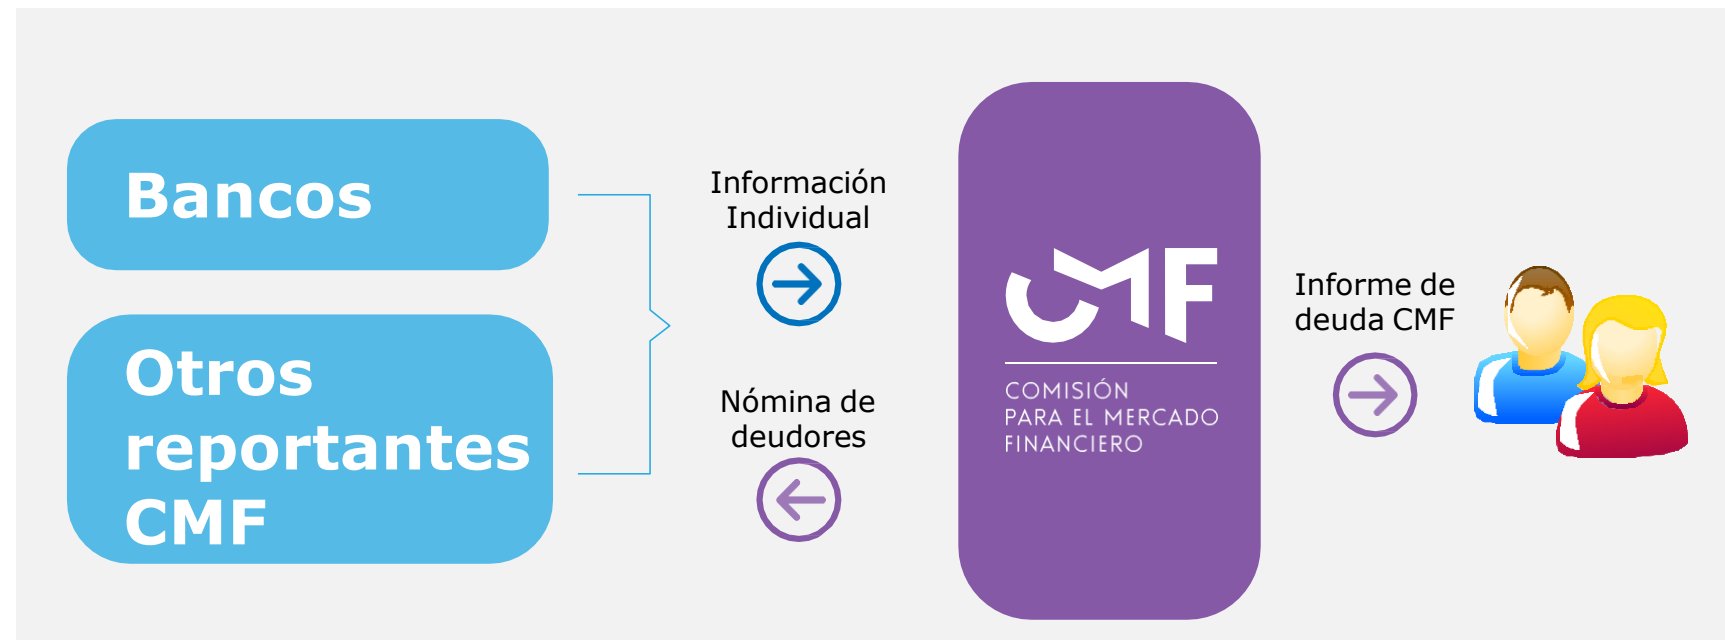 Bancos
Otros
reportantes
CMF
Información
Individual
Nómina de
deudores
CMF
COMISIÓN
PARA EL MERCADO
FINANCIERO
Informe de
deuda CMF